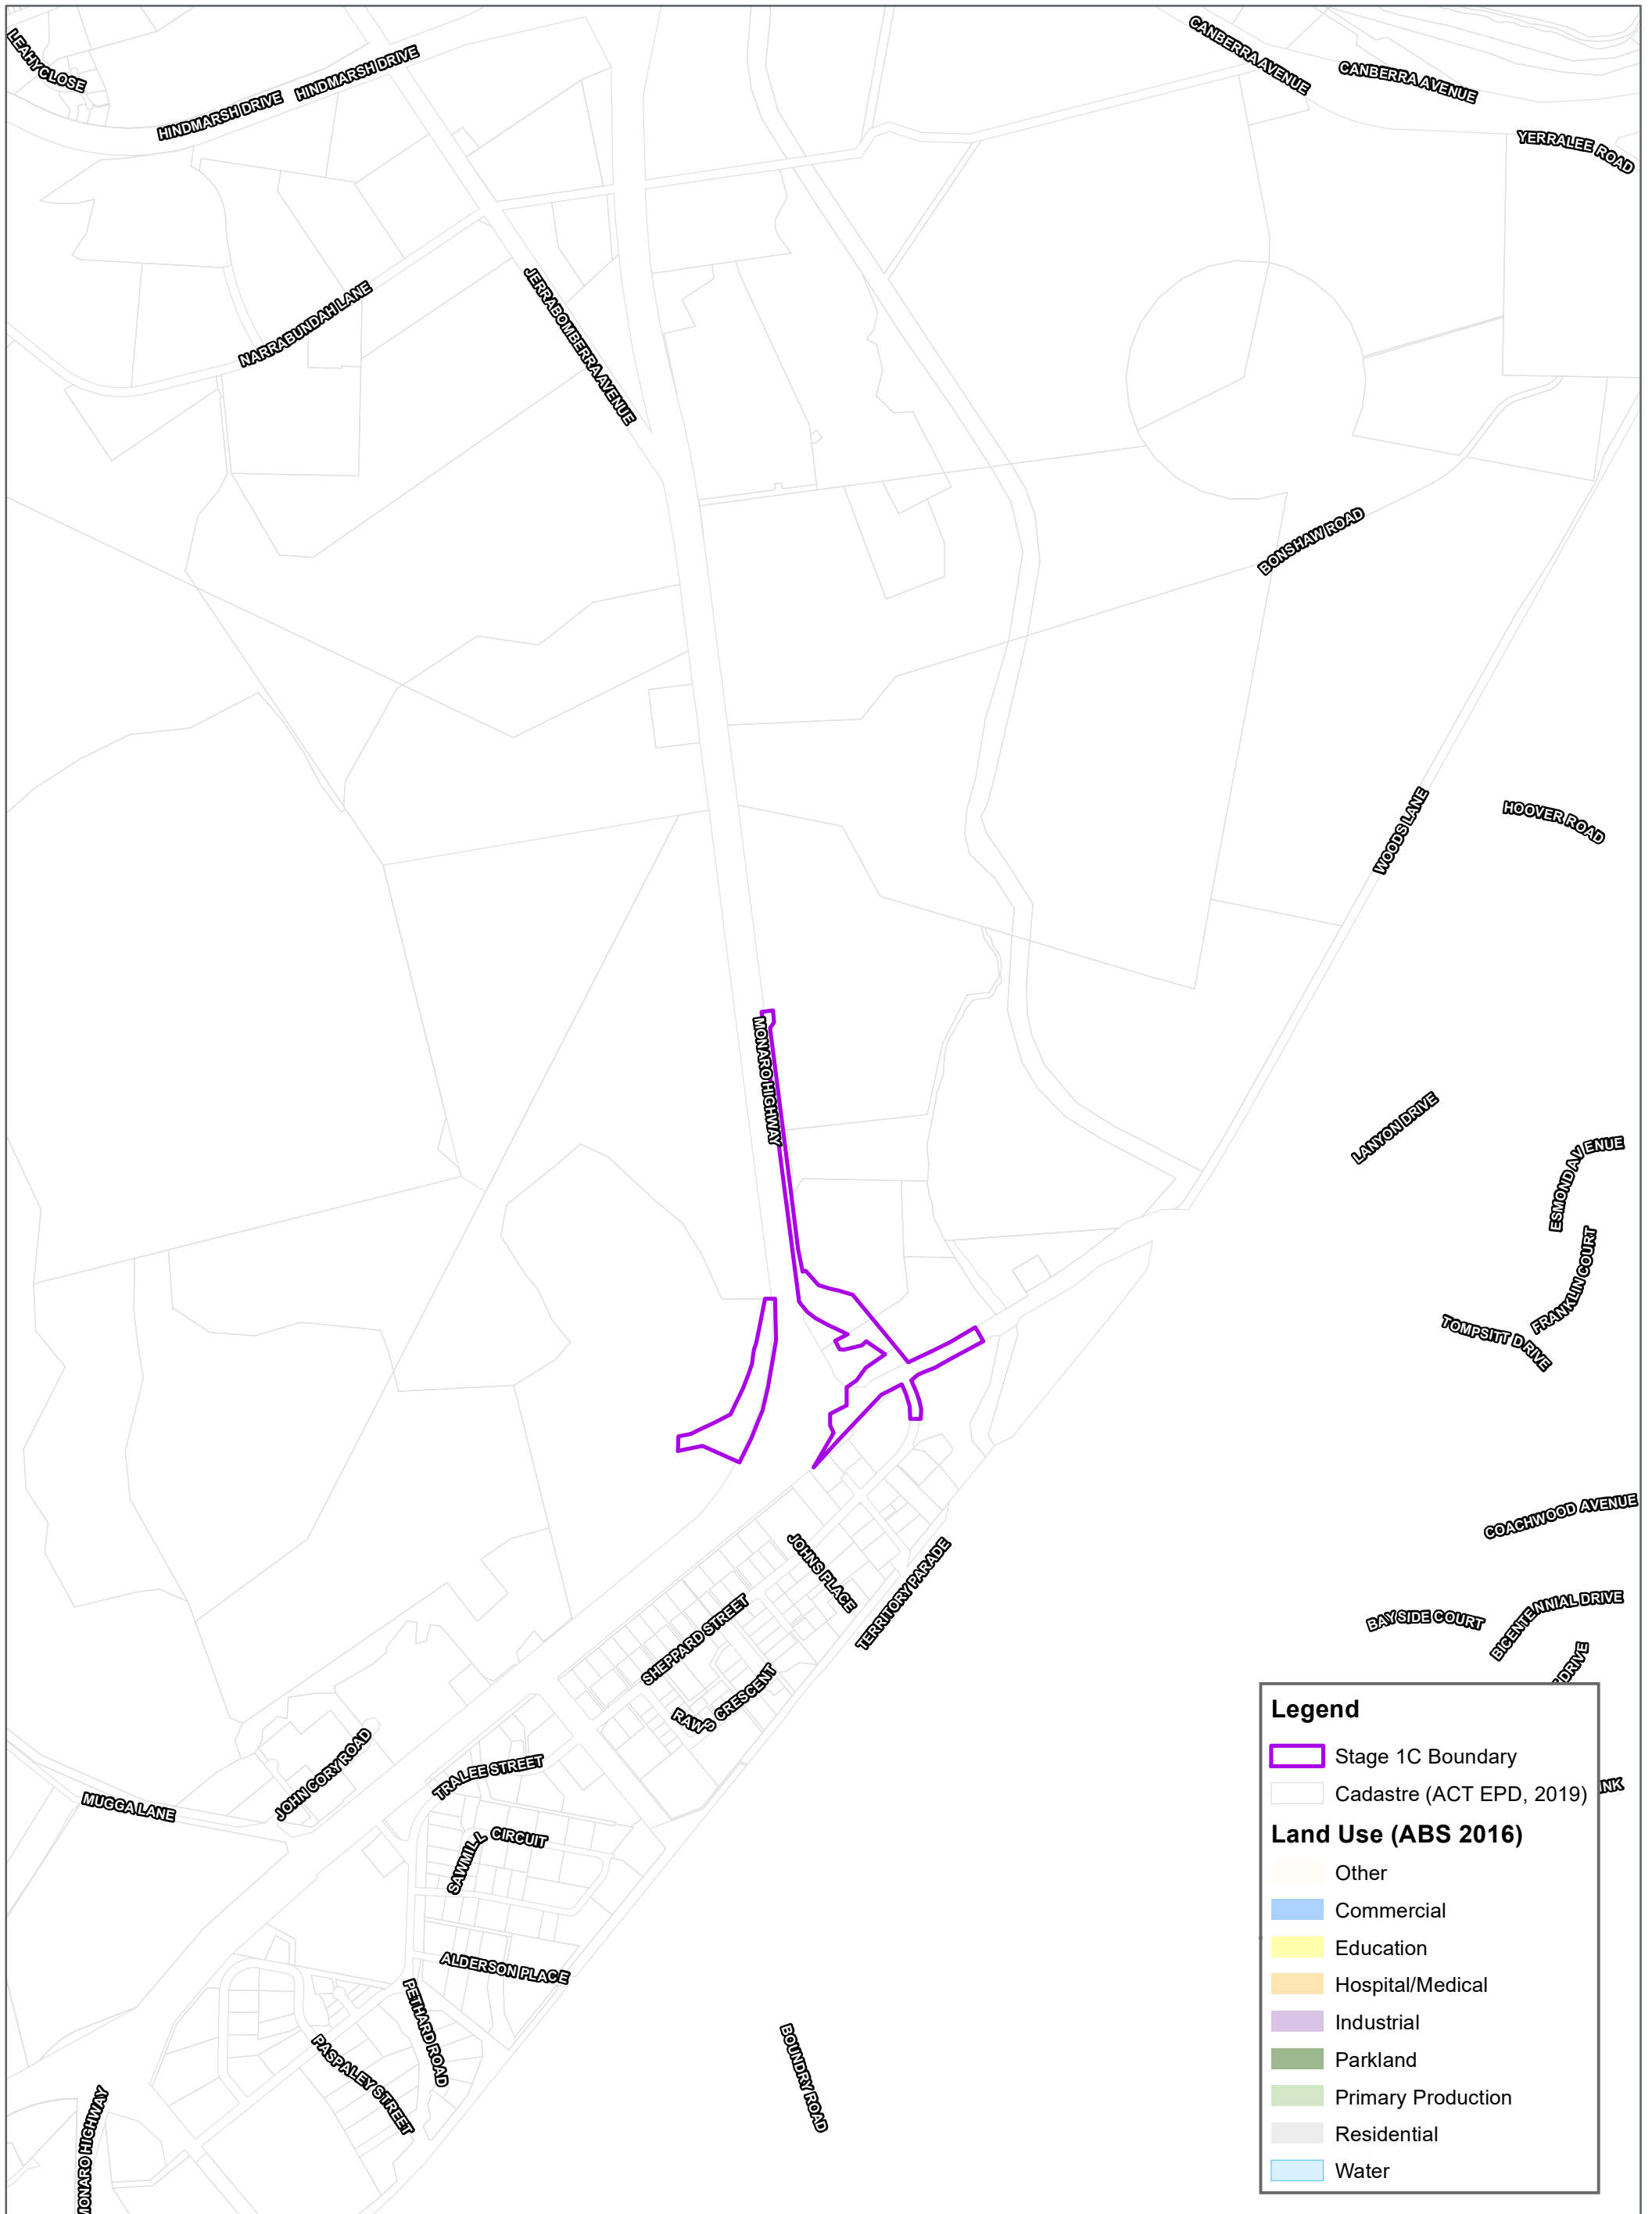 LEAHY CLOSE
HINDMARSH DRIVE
HINDMARSH DRIVE
CANBERRA AVENUE
CANBERRA AVENUE
YERRALEE ROAD
NARRABUNDAH LANE
JERRABOMBERRA AVENUE
BONSHAW ROAD
WOODS LANE
HOOVER ROAD
MONARO HIGHWAY
LANYON DRIVE
ESMOND AVENUE
FRANKLIN COURT
TOMPSITT DRIVE
COACHWOOD AVENUE
JOHNS PLACE
TERRITORY PARADE
SHEPPARD STREET
RAWS CRESCENT
BAYSIDE COURT
BICENTENNIAL DRIVE
DRIVE
JOHN CORY ROAD
TRALEE STREET
MUGGA LANE
SAWMILL CIRCUIT
ALDERSON PLACE
PETHARD ROAD
PASPALEY STREET
BOUNDRY ROAD
MONARO HIGHWAY
INK
Legend
Stage 1C Boundary
Cadastre (ACT EPD, 2019)
Land Use (ABS 2016)
Other
Commercial
Education
Hospital/Medical
Industrial
Parkland
Primary Production
Residential
Water